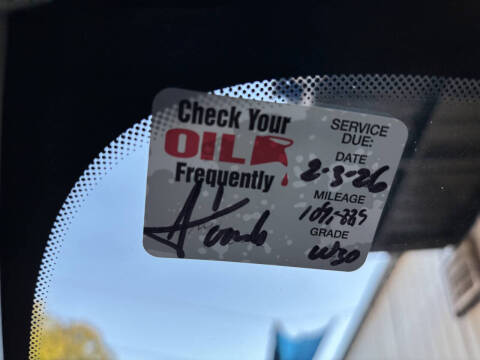 Check Your
OIL
Frequently
SERVICE
DUE:
DATE
2-3-26
MILEAGE
GRADE
W30